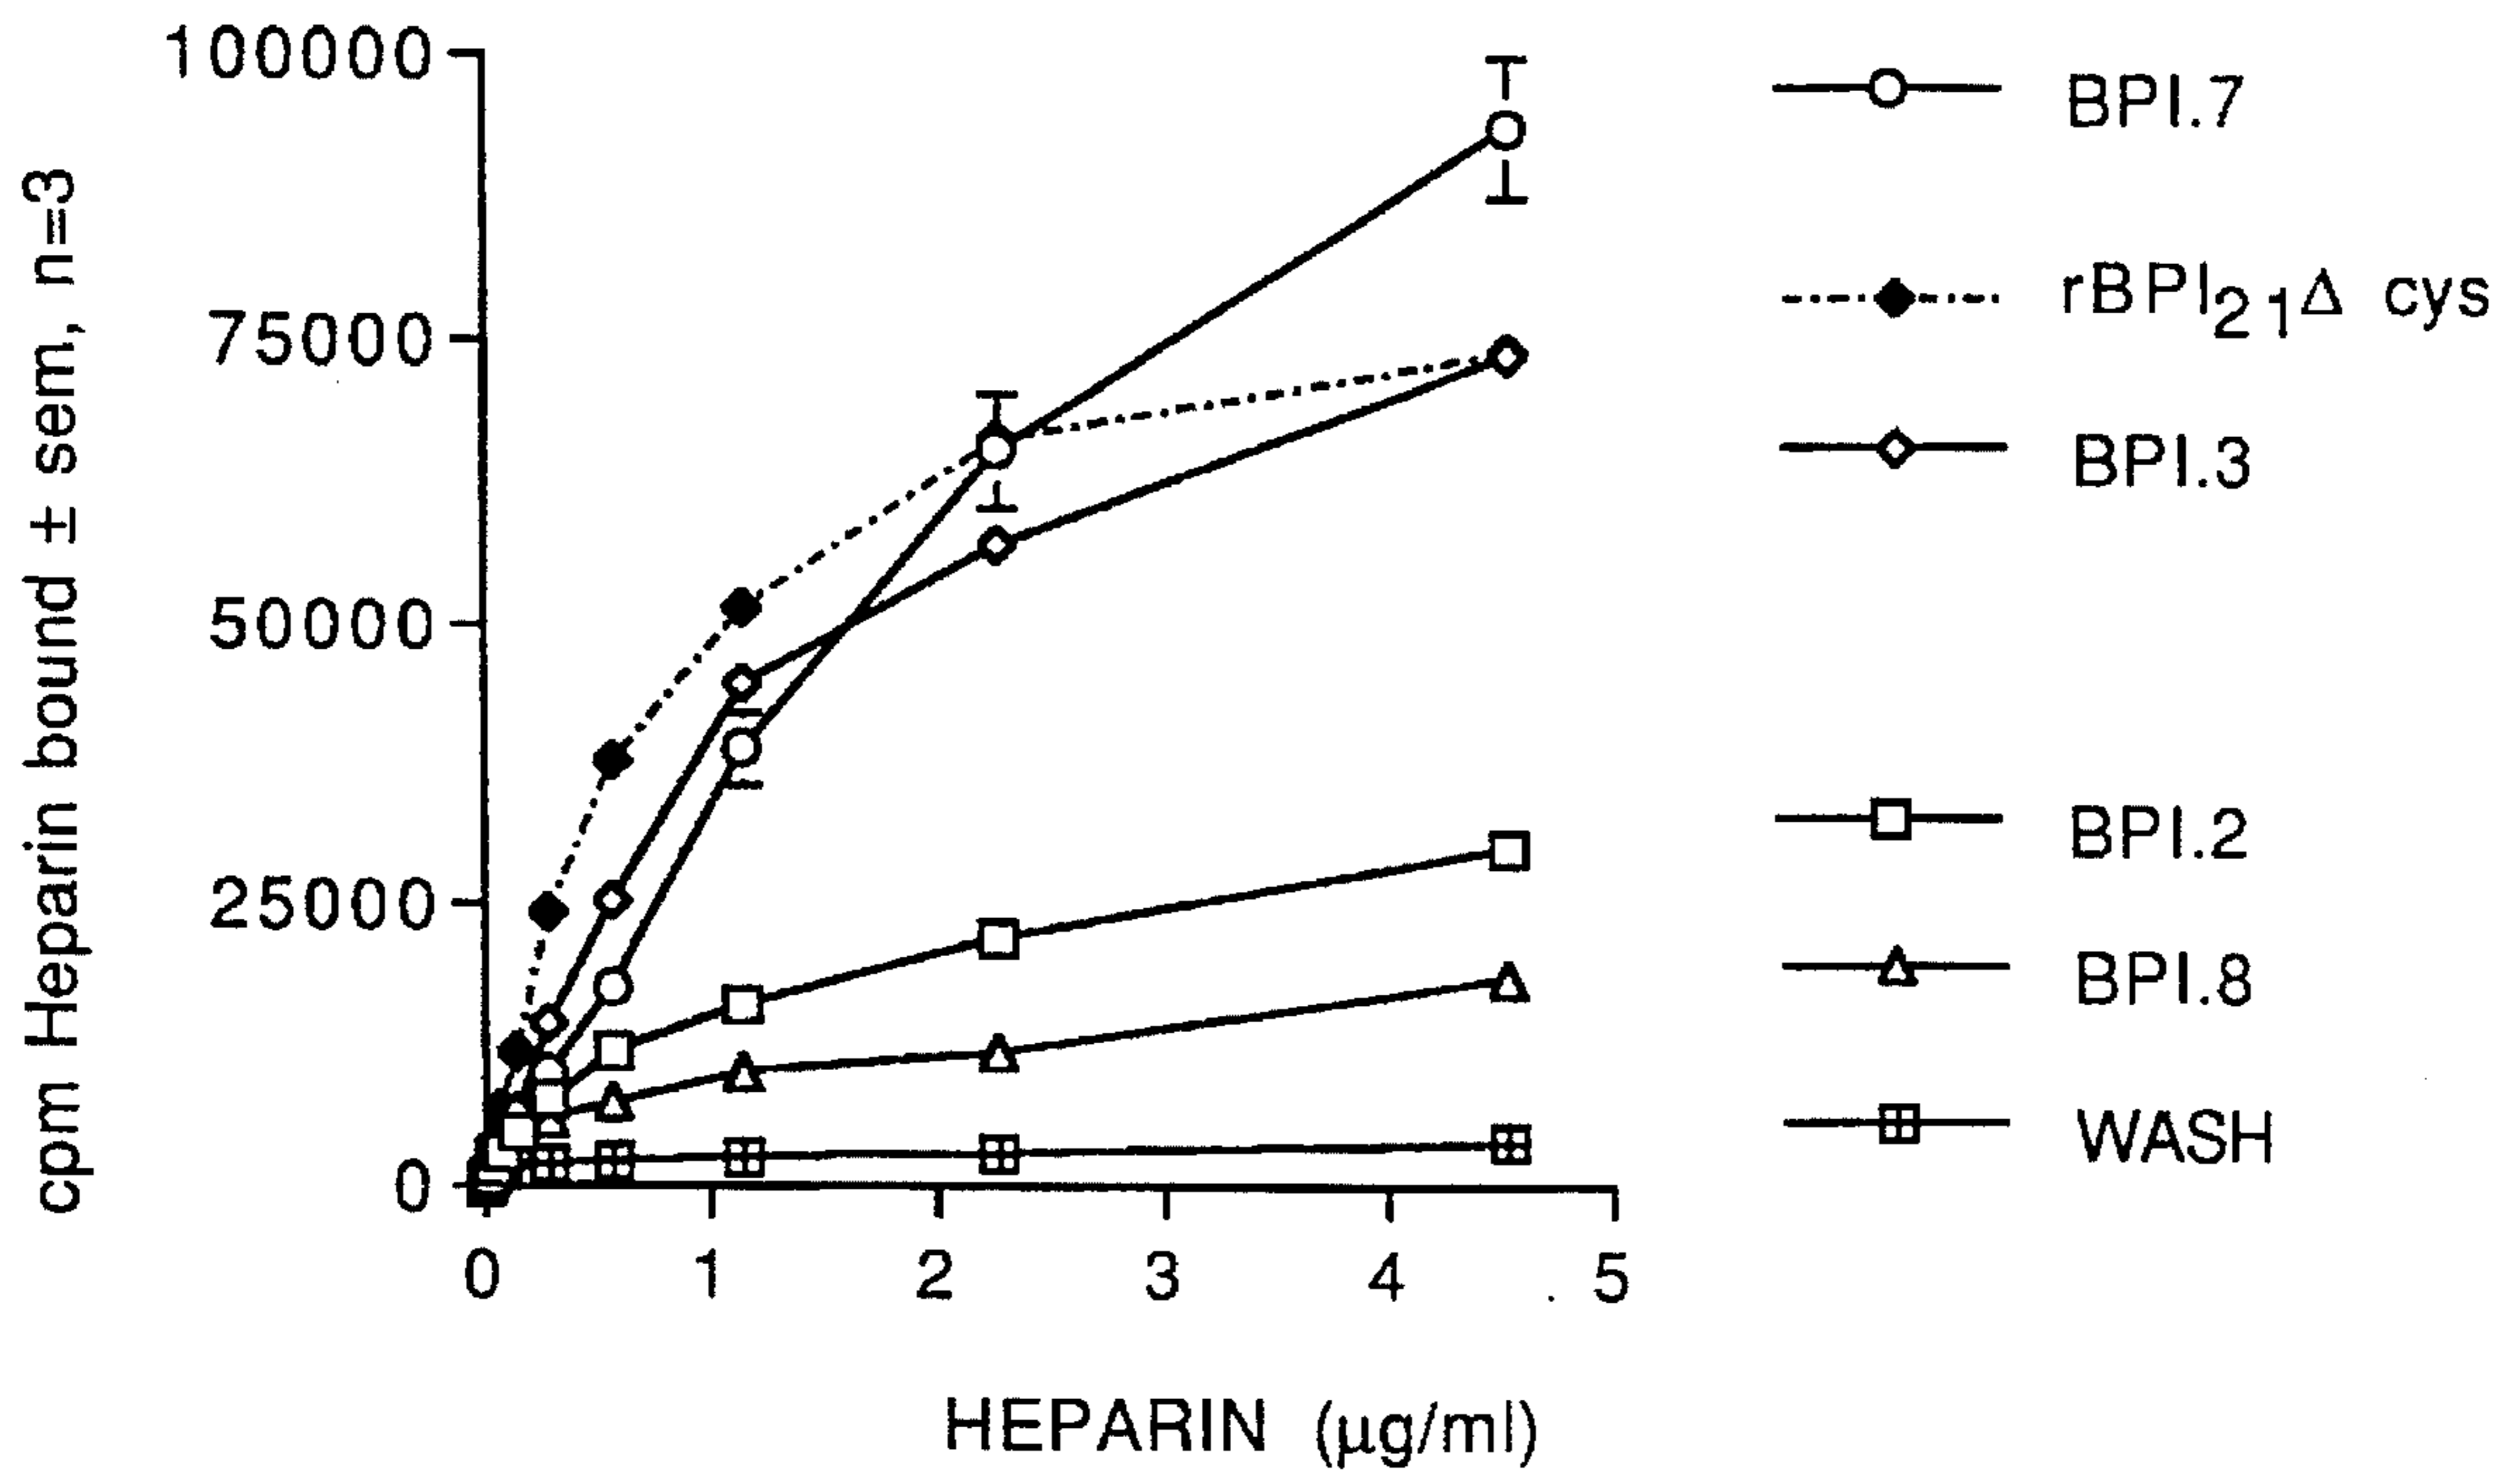 cpm Heparin bound ± sem, n=3
100000
75000
50000
25000
0
0 1 2 3 4 5
HEPARIN (µg/ml)
BPI.7
rBPI21Δ cys
BPI.3
BPI.2
BPI.8
WASH